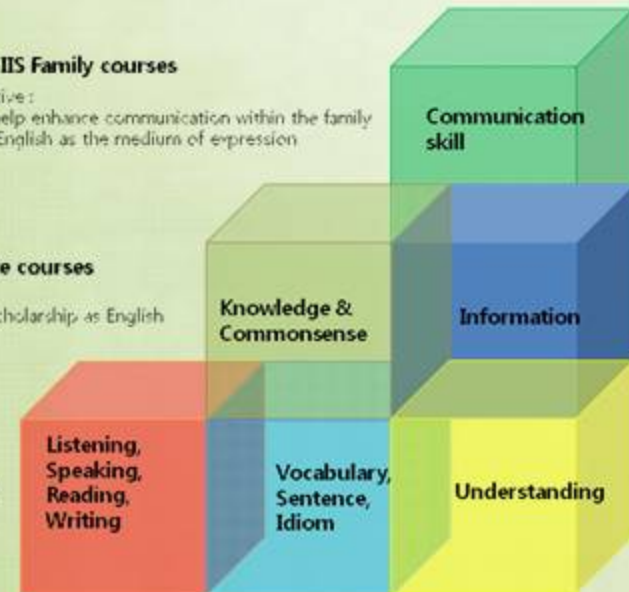 IIS Family courses
ive :
elp enhance communication within the family
English as the medium of expression
Communication
skill
e courses
cholarship as English
Knowledge &
Commonsense
Information
Listening,
Speaking,
Reading,
Writing
Vocabulary,
Sentence,
Idiom
Understanding